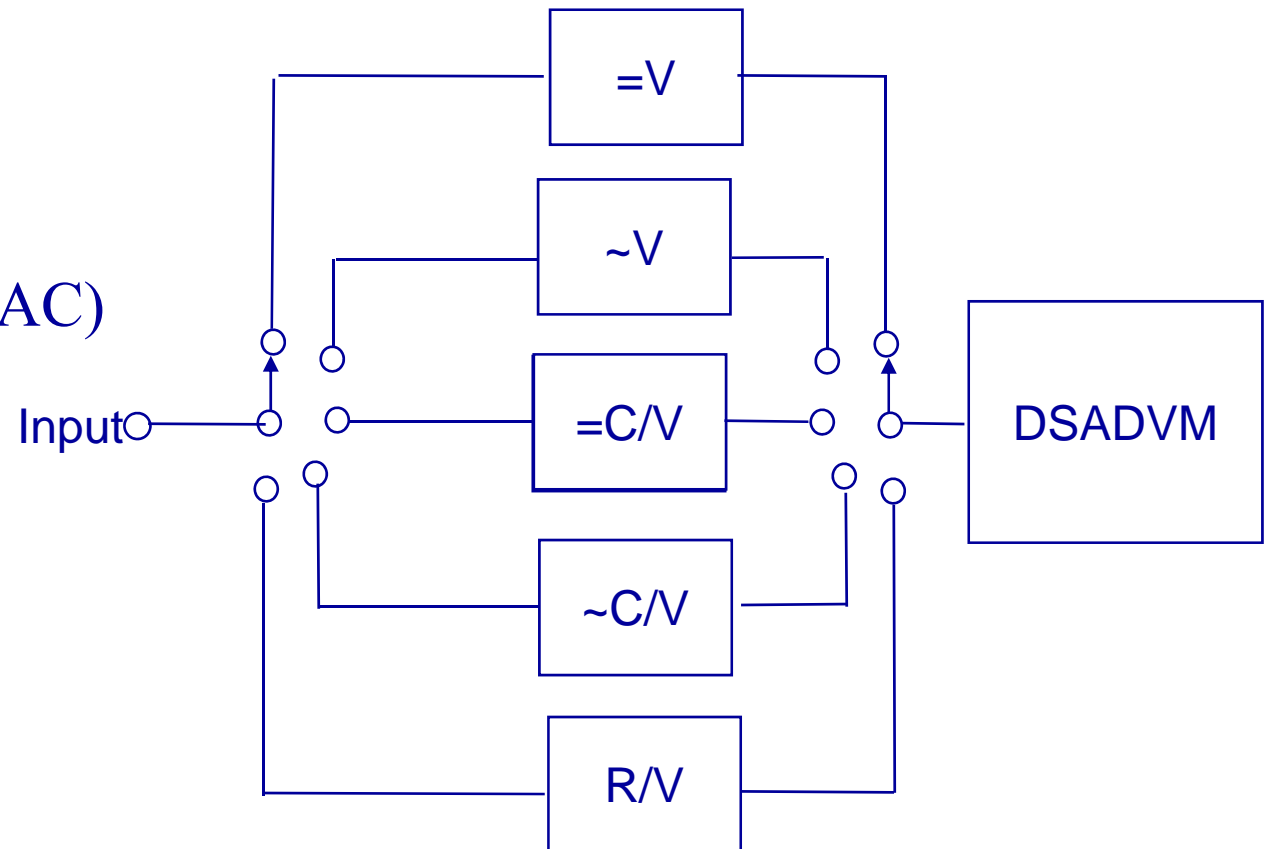 =V
~V
AC)
Input
=C/V
DSADVM
~C/V
R/V